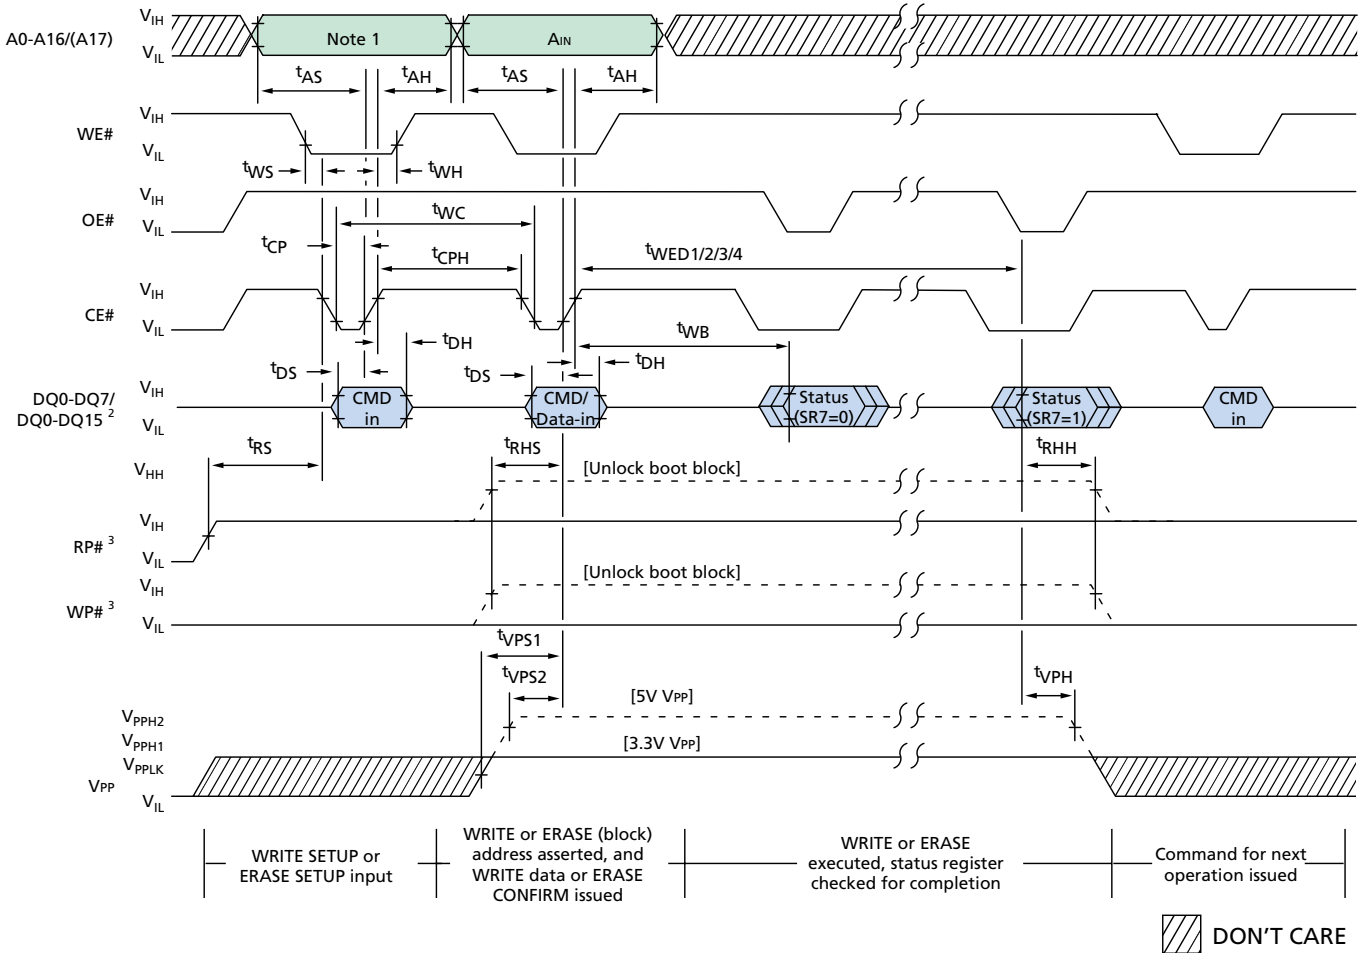 A0-A16/(A17)
VIH
VIL
Note 1
AIN
tAS
tAH
tAS
tAH
WE#
VIH
VIL
tWS
tWH
OE#
VIH
VIL
tWC
tCP
tCPH
tWED1/2/3/4
CE#
VIH
VIL
tWB
tDH
tDS
tDS
tDH
DQ0-DQ7/
DQ0-DQ15 2
VIH
VIL
CMD
in
CMD/
Data-in
Status
(SR7=0)
Status
(SR7=1)
CMD
in
tRS
tRHS
[Unlock boot block]
tRHH
VHH
VIH
RP# 3
VIL
VIH
[Unlock boot block]
WP# 3
VIL
tVPS1
tVPS2
[5V VPP]
tVPH
VPPH2
VPPH1
[3.3V VPP]
VPPLK
VPP
VIL
WRITE SETUP or
ERASE SETUP input
WRITE or ERASE (block)
address asserted, and
WRITE data or ERASE
CONFIRM issued
WRITE or ERASE
executed, status register
checked for completion
Command for next
operation issued
DON'T CARE